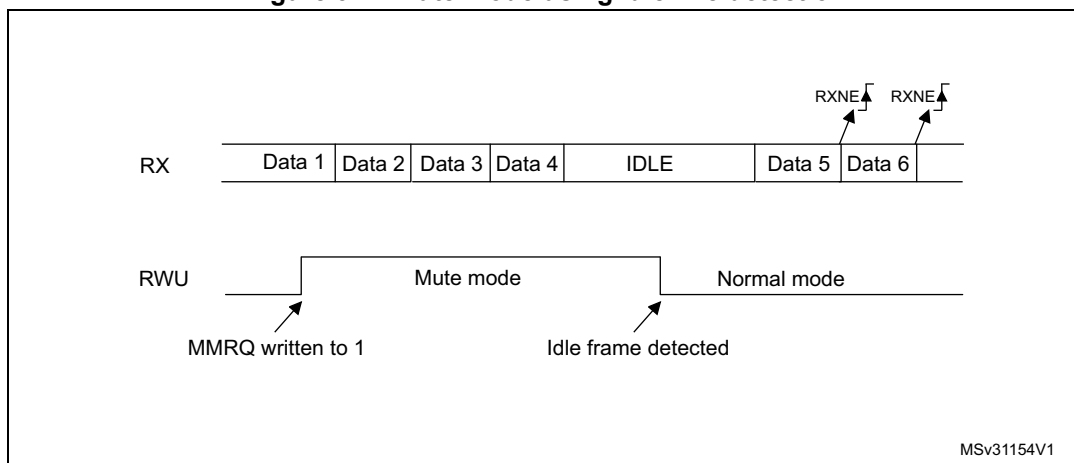 RXNE RXNE
RX Data 1 Data 2 Data 3 Data 4 IDLE Data 5 Data 6
RWU Mute mode Normal mode
MMRQ written to 1 Idle frame detected
MSv31154V1